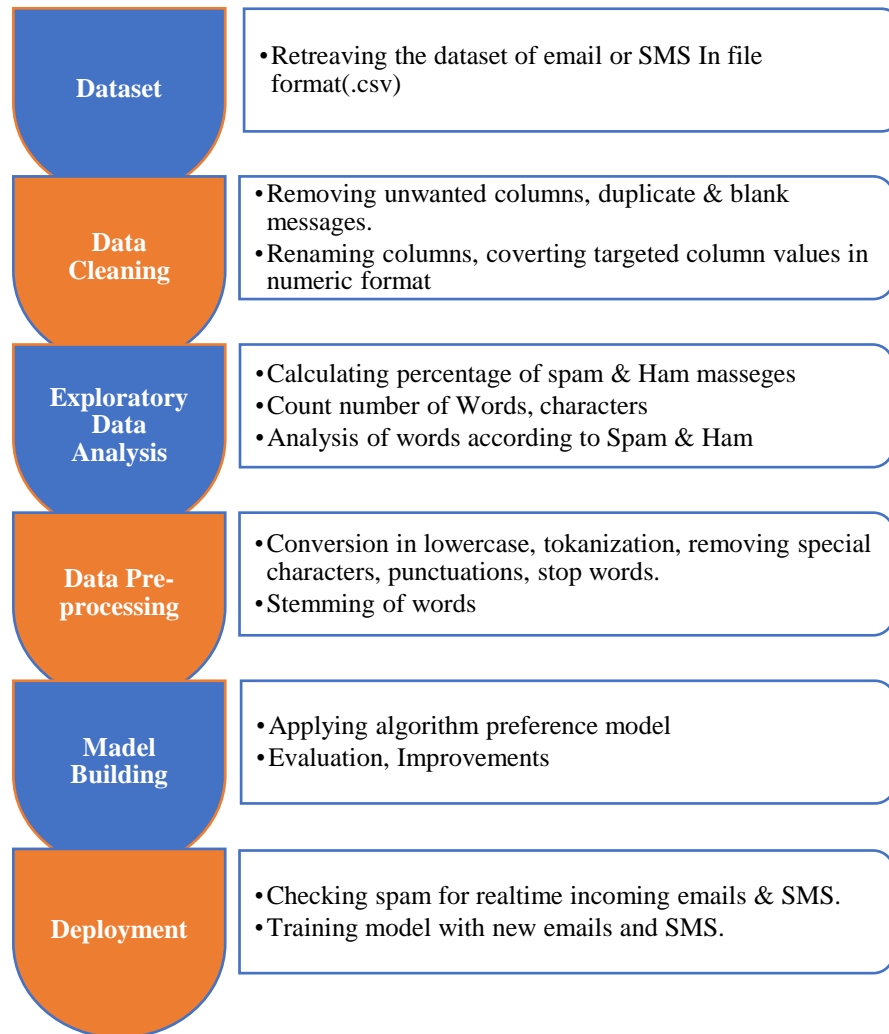 Dataset
•Retreaving the dataset of email or SMS In file
format(.csv)
Data
Cleaning
•Removing unwanted columns, duplicate & blank
messages.
•Renaming columns, coverting targeted column values in
numeric format
Exploratory
Data
Analysis
•Calculating percentage of spam & Ham masseges
•Count number of Words, characters
•Analysis of words according to Spam & Ham
Data Pre-
processing
•Conversion in lowercase, tokanization, removing special
characters, punctuations, stop words.
•Stemming of words
Madel
Building
•Applying algorithm preference model
•Evaluation, Improvements
Deployment
•Checking spam for realtime incoming emails & SMS.
•Training model with new emails and SMS.